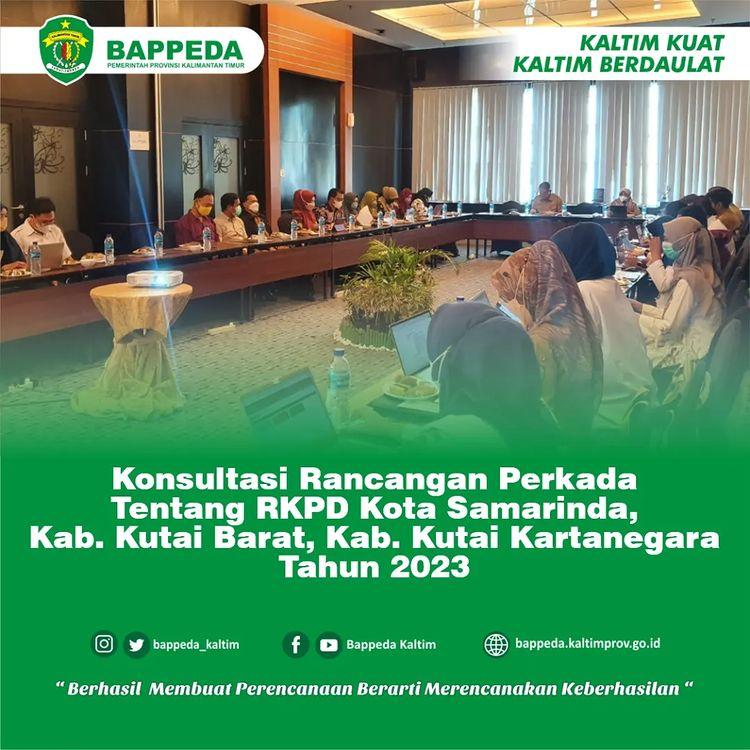 BAPPEDA
PEMERINTAH PROVINSI KALIMANTAN TIMUR
KALTIM KUAT
KALTIM BERDAULAT
Konsultasi Rancangan Perkada
Tentang RKPD Kota Samarinda,
Kab. Kutai Barat, Kab. Kutai Kartanegara
Tahun 2023
bappeda_kaltim
Bappeda Kaltim
bappeda.kaltimprov.go.id
“ Berhasil Membuat Perencanaan Berarti Merencanakan Keberhasilan “